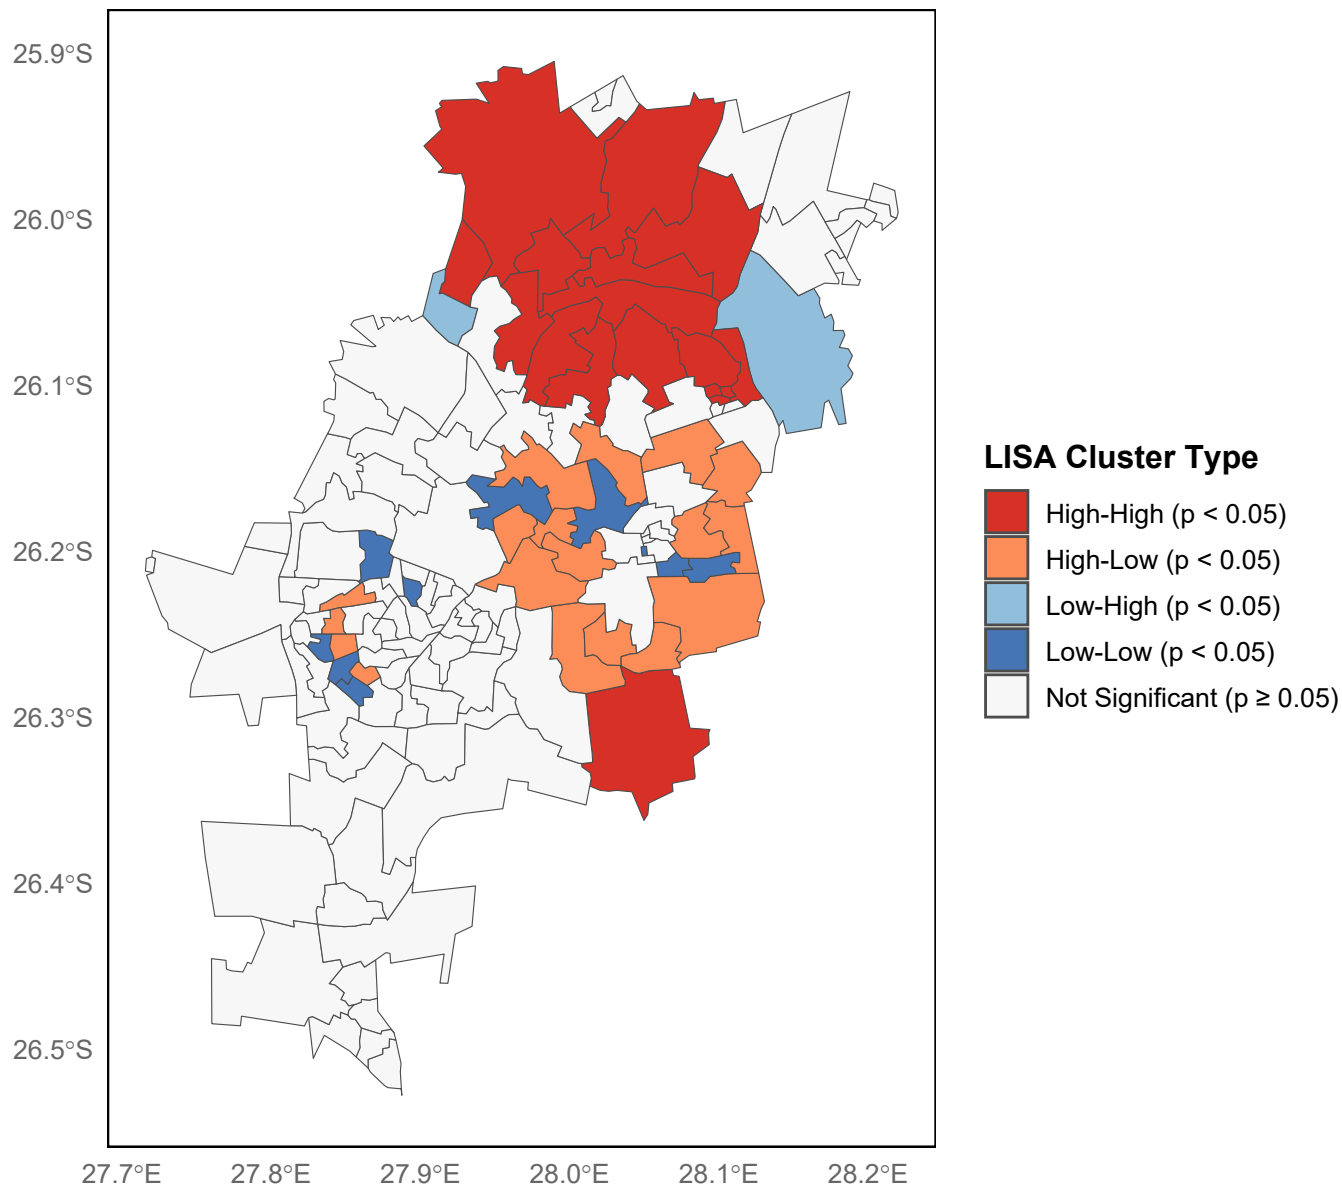 25.9°S
26.0°S
26.1°S
26.2°S
26.3°S
26.4°S
26.5°S
27.7°E 27.8°E 27.9°E 28.0°E 28.1°E 28.2°E
LISA Cluster Type
High-High (p < 0.05)
High-Low (p < 0.05)
Low-High (p < 0.05)
Low-Low (p < 0.05)
Not Significant (p ≥ 0.05)